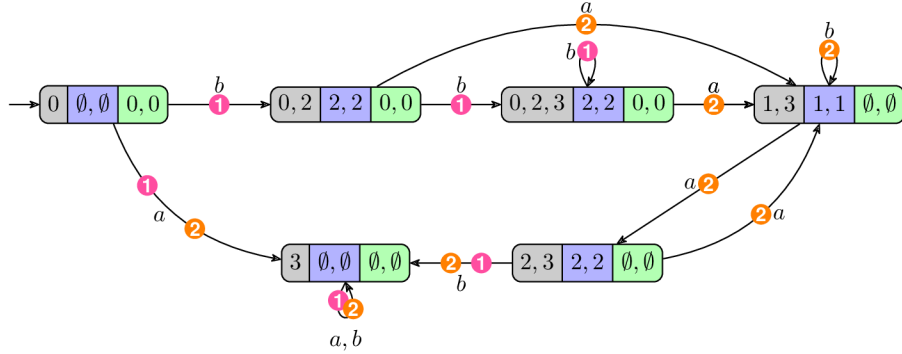 a
2
b
1
b
2
b
1
b
1
a
2
0 ∅, ∅ 0, 0
0, 2 2, 2 0, 0
0, 2, 3 2, 2 0, 0
1, 3 1, 1 ∅, ∅
1
a
2
a 2
2 a
3 ∅, ∅ ∅, ∅
2 1
b
2, 3 2, 2 ∅, ∅
1 2
a, b